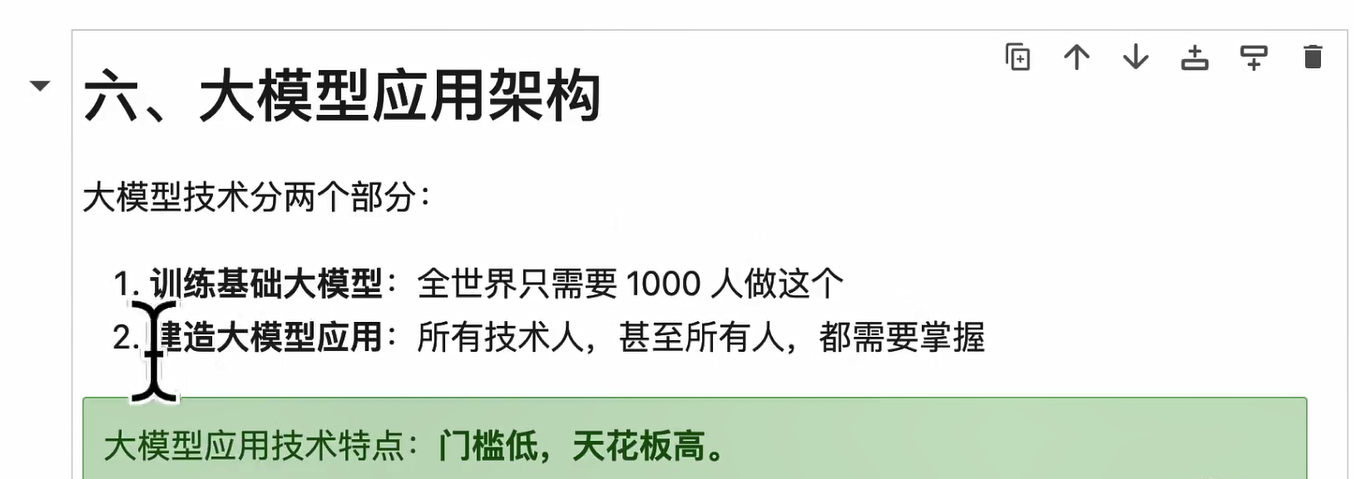 六、大模型应用架构
大模型技术分两个部分：
1. 训练基础大模型：全世界只需要 1000 人做这个
2. 建造大模型应用：所有技术人，甚至所有人，都需要掌握
大模型应用技术特点：门槛低，天花板高。